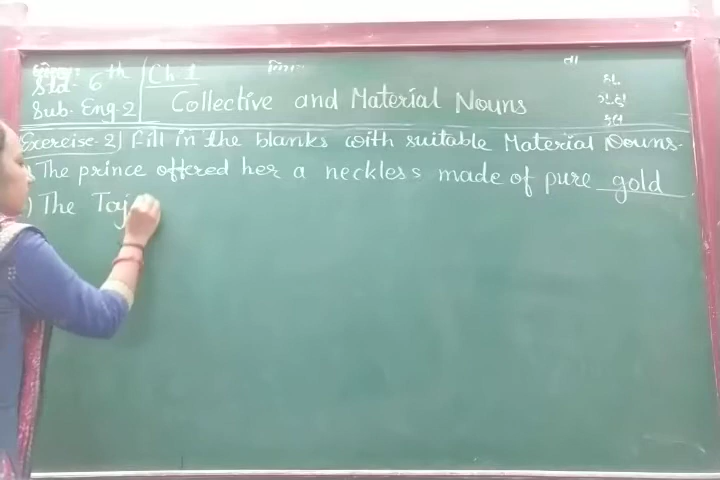 Std- 6th Ch-1
Sub- Eng-2 Collective and Material Nouns
Exercise-2) Fill in the blanks with suitable Material Nouns.
The prince offered her a neckless made of pure gold.
) The Taj